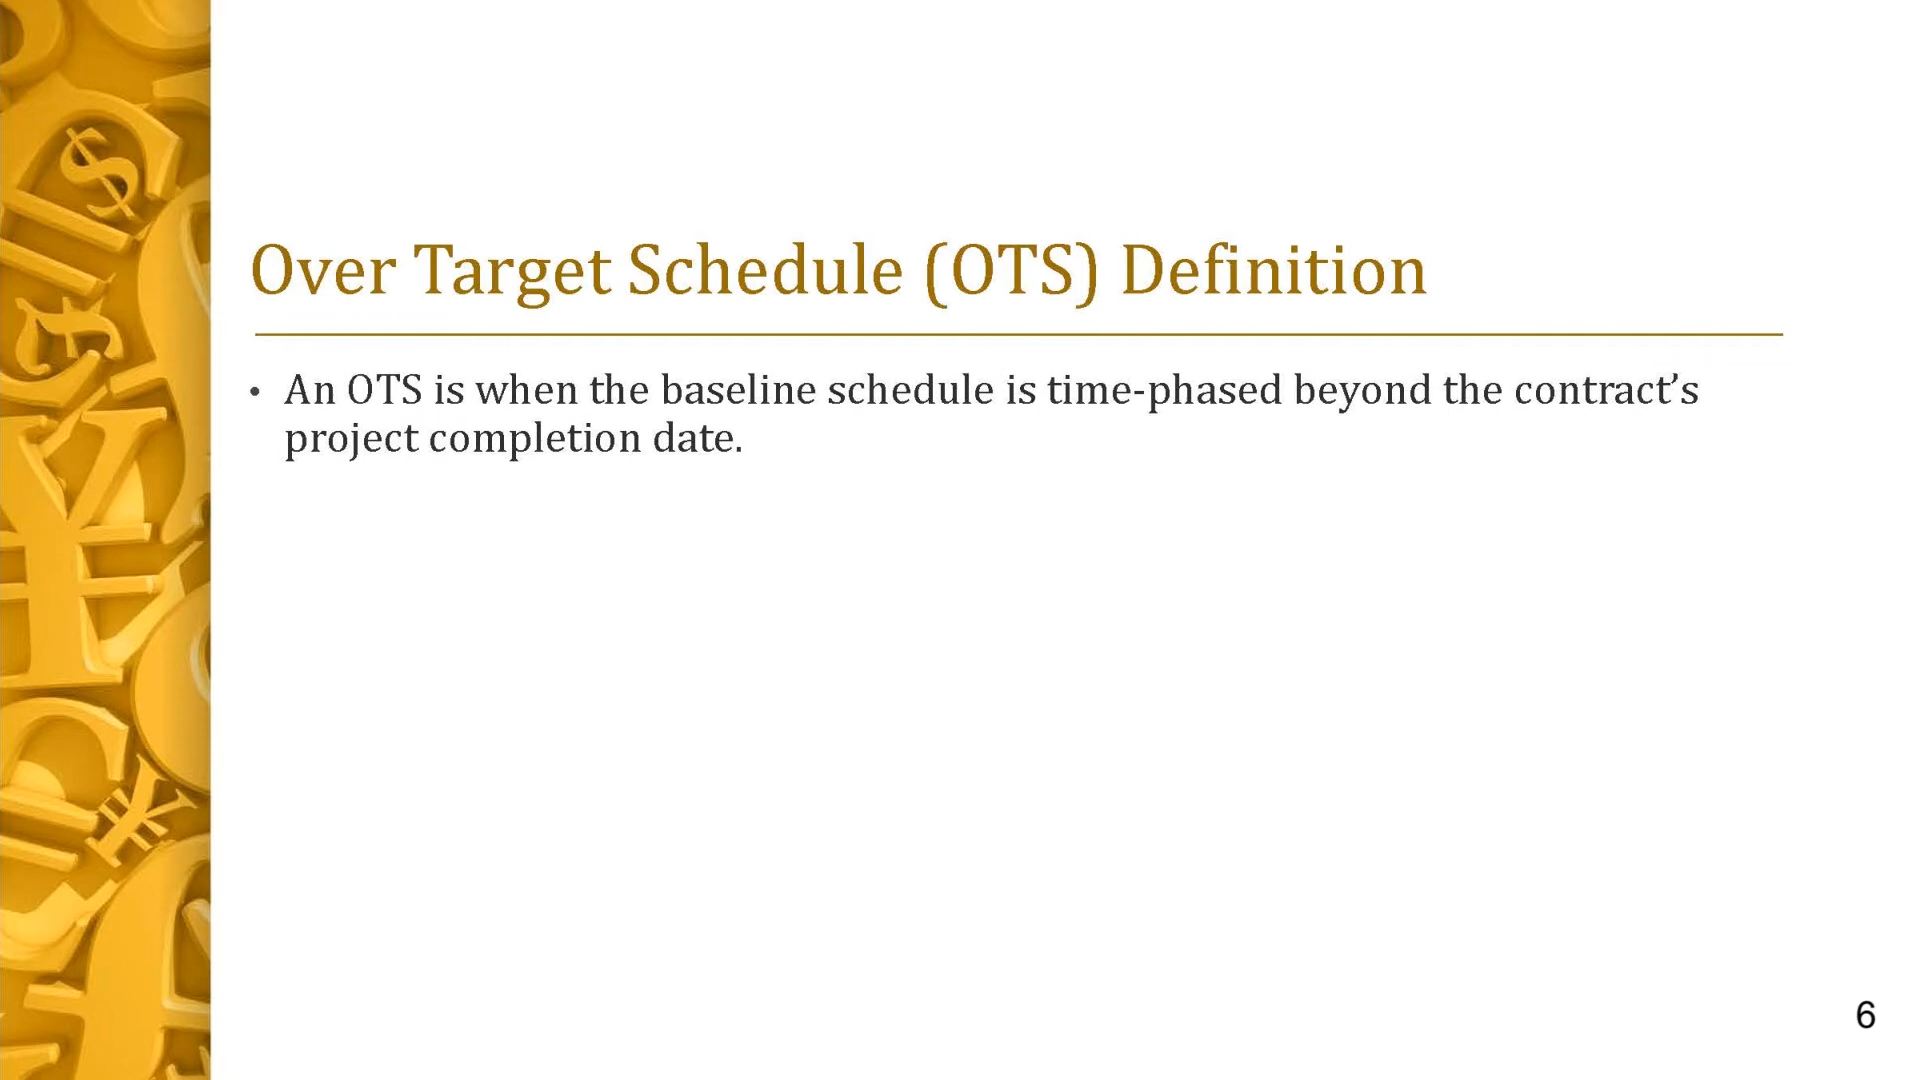 Over Target Schedule (OTS) Definition
• An OTS is when the baseline schedule is time-phased beyond the contract’s
project completion date.
6